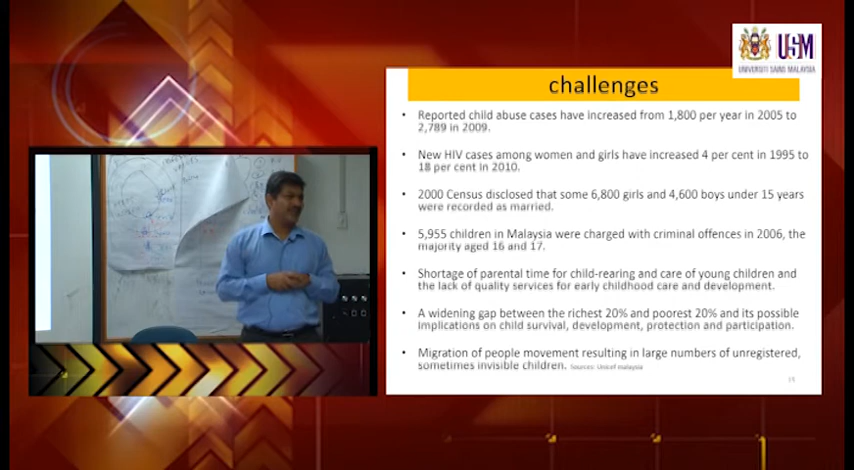 USM
UNIVERSITI SAINS MALAYSIA
challenges
• Reported child abuse cases have increased from 1,800 per year in 2005 to
2,789 in 2009.
• New HIV cases among women and girls have increased 4 per cent in 1995 to
18 per cent in 2010.
• 2000 Census disclosed that some 6,800 girls and 4,600 boys under 15 years
were recorded as married.
• 5,955 children in Malaysia were charged with criminal offences in 2006, the
majority aged 16 and 17.
• Shortage of parental time for child-rearing and care of young children and
the lack of quality services for early childhood care and development.
• A widening gap between the richest 20% and poorest 20% and its possible
implications on child survival, development, protection and participation.
• Migration of people movement resulting in large numbers of unregistered,
sometimes invisible children. Sources: Unicef malaysia